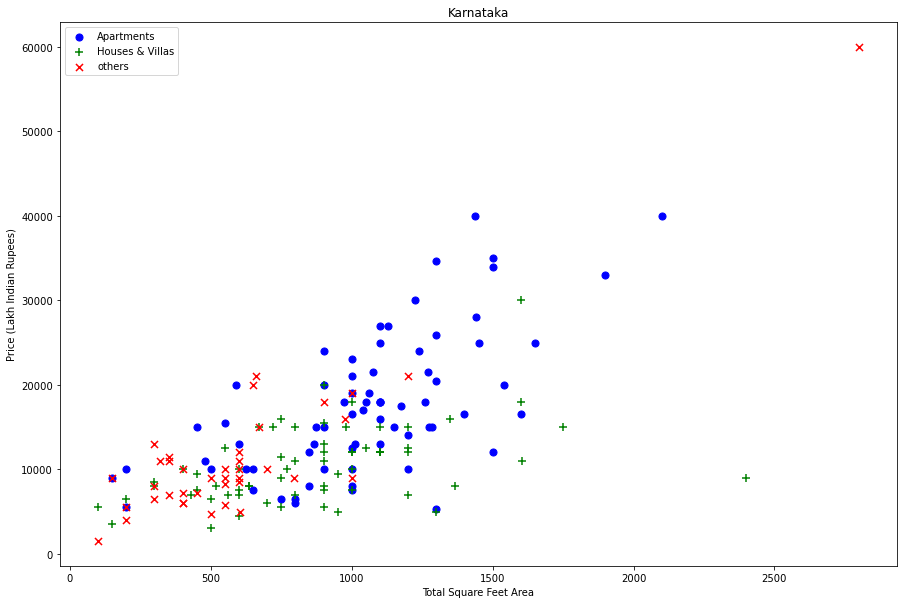 Karnataka
Apartments
Houses & Villas
others
60000
50000
40000
30000
20000
10000
0
Price (Lakh Indian Rupees)
0 500 1000 1500 2000 2500
Total Square Feet Area